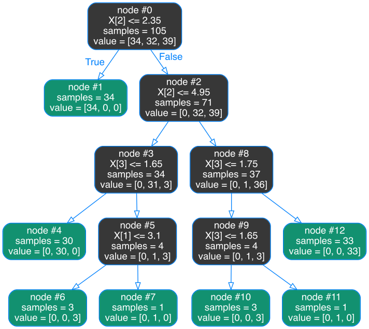 node #0
X[2] <= 2.35
samples = 105
value = [34, 32, 39]
True
False
node #1
samples = 34
value = [34, 0, 0]
node #2
X[2] <= 4.95
samples = 71
value = [0, 32, 39]
node #3
X[3] <= 1.65
samples = 34
value = [0, 31, 3]
node #8
X[3] <= 1.75
samples = 37
value = [0, 1, 36]
node #4
samples = 30
value = [0, 30, 0]
node #5
X[1] <= 3.1
samples = 4
value = [0, 1, 3]
node #9
X[3] <= 1.65
samples = 4
value = [0, 1, 3]
node #12
samples = 33
value = [0, 0, 33]
node #6
samples = 3
value = [0, 0, 3]
node #7
samples = 1
value = [0, 1, 0]
node #10
samples = 3
value = [0, 0, 3]
node #11
samples = 1
value = [0, 1, 0]